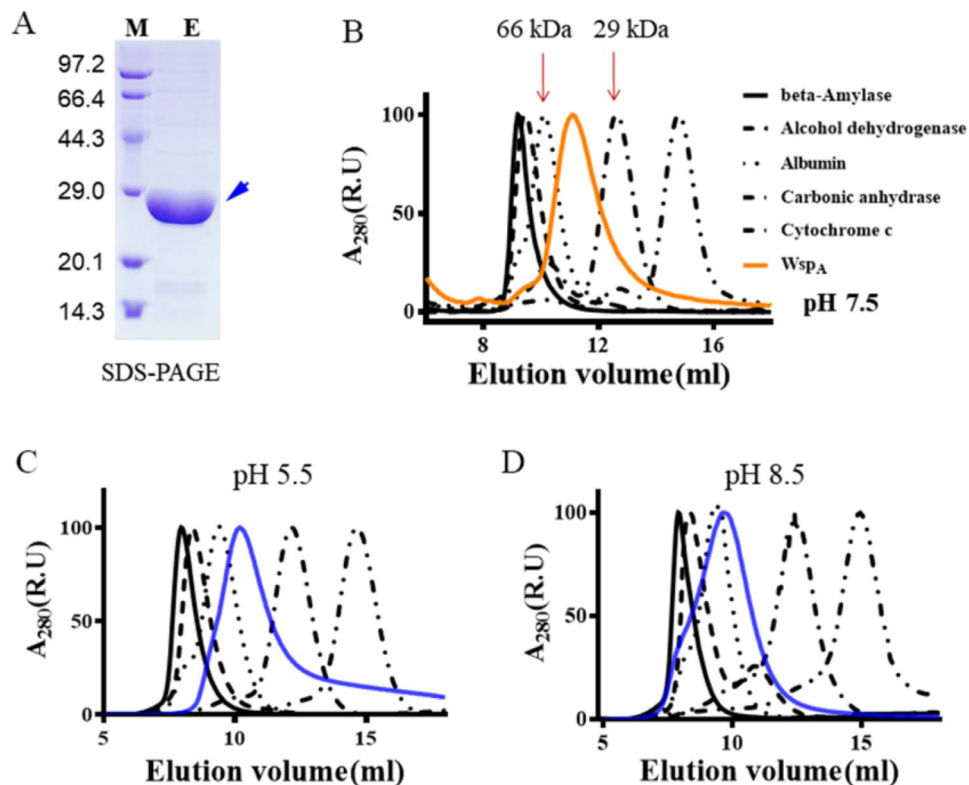 A
M E
97.2
66.4
44.3
29.0
20.1
14.3
SDS-PAGE
B
66 kDa 29 kDa
100
50
0
A280(R.U)
8 12 16
Elution volume(ml)
beta-Amylase
Alcohol dehydrogenase
Albumin
Carbonic anhydrase
Cytochrome c
WspA
pH 7.5
C
pH 5.5
100
50
0
A280(R.U)
5 10 15
Elution volume(ml)
D
pH 8.5
100
50
0
A280(R.U)
5 10 15
Elution volume(ml)